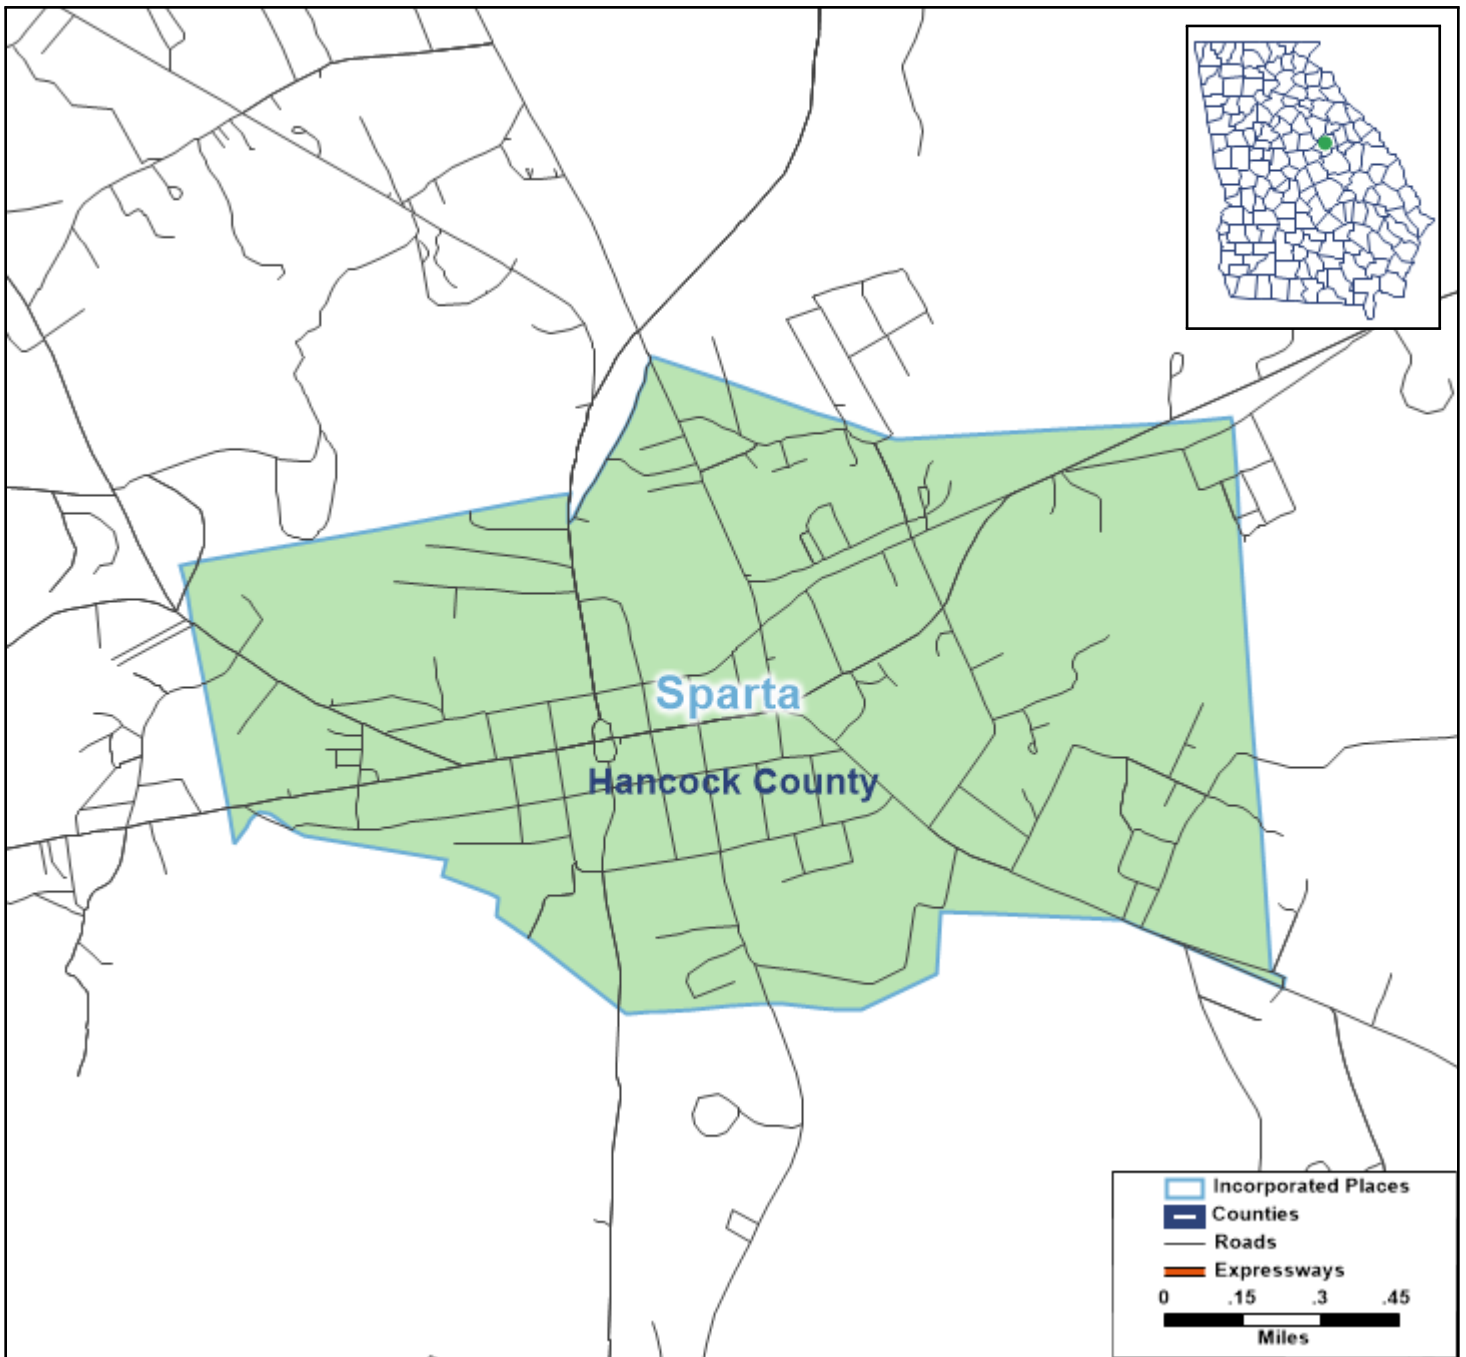 Sparta
Hancock County
Incorporated Places
Counties
Roads
Expressways
0 .15 .3 .45
Miles